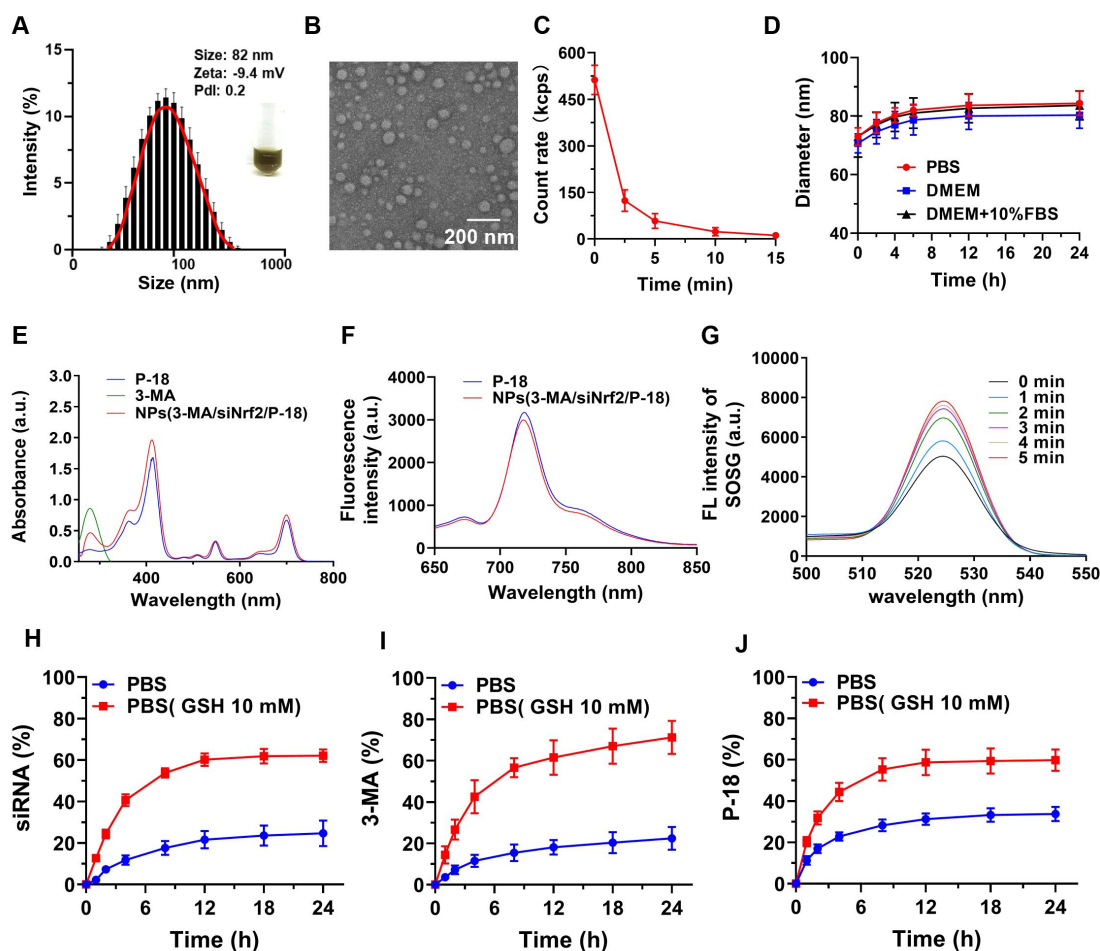 A
B
C
D
15
10
5
0
Intensity (%)
Size: 82 nm
Zeta: -9.4 mV
PdI: 0.2
0
100
1000
Size (nm)
200 nm
600
450
300
150
0
Count rate (kcps)
0
5
10
15
Time (min)
100
80
60
40
Diameter (nm)
PBS
DMEM
DMEM+10%FBS
0
4
8
12
16
20
24
Time (h)
E
F
G
3.0
2.5
2.0
1.5
1.0
0.5
0.0
Absorbance (a.u.)
P-18
3-MA
NPs(3-MA/siNrf2/P-18)
400
600
800
Wavelength (nm)
4000
3000
2000
1000
0
Fluorescence
intensity (a.u.)
P-18
NPs(3-MA/siNrf2/P-18)
650
700
750
800
850
Wavelength (nm)
10000
8000
6000
4000
2000
0
FL intensity of
SOSG (a.u.)
0 min
1 min
2 min
3 min
4 min
5 min
500
510
520
530
540
550
wavelength (nm)
H
I
J
100
80
60
40
20
0
siRNA (%)
PBS
PBS( GSH 10 mM)
0
6
12
18
24
Time (h)
100
80
60
40
20
0
3-MA (%)
PBS
PBS( GSH 10 mM)
0
6
12
18
24
Time (h)
100
80
60
40
20
0
P-18 (%)
PBS
PBS( GSH 10 mM)
0
6
12
18
24
Time (h)